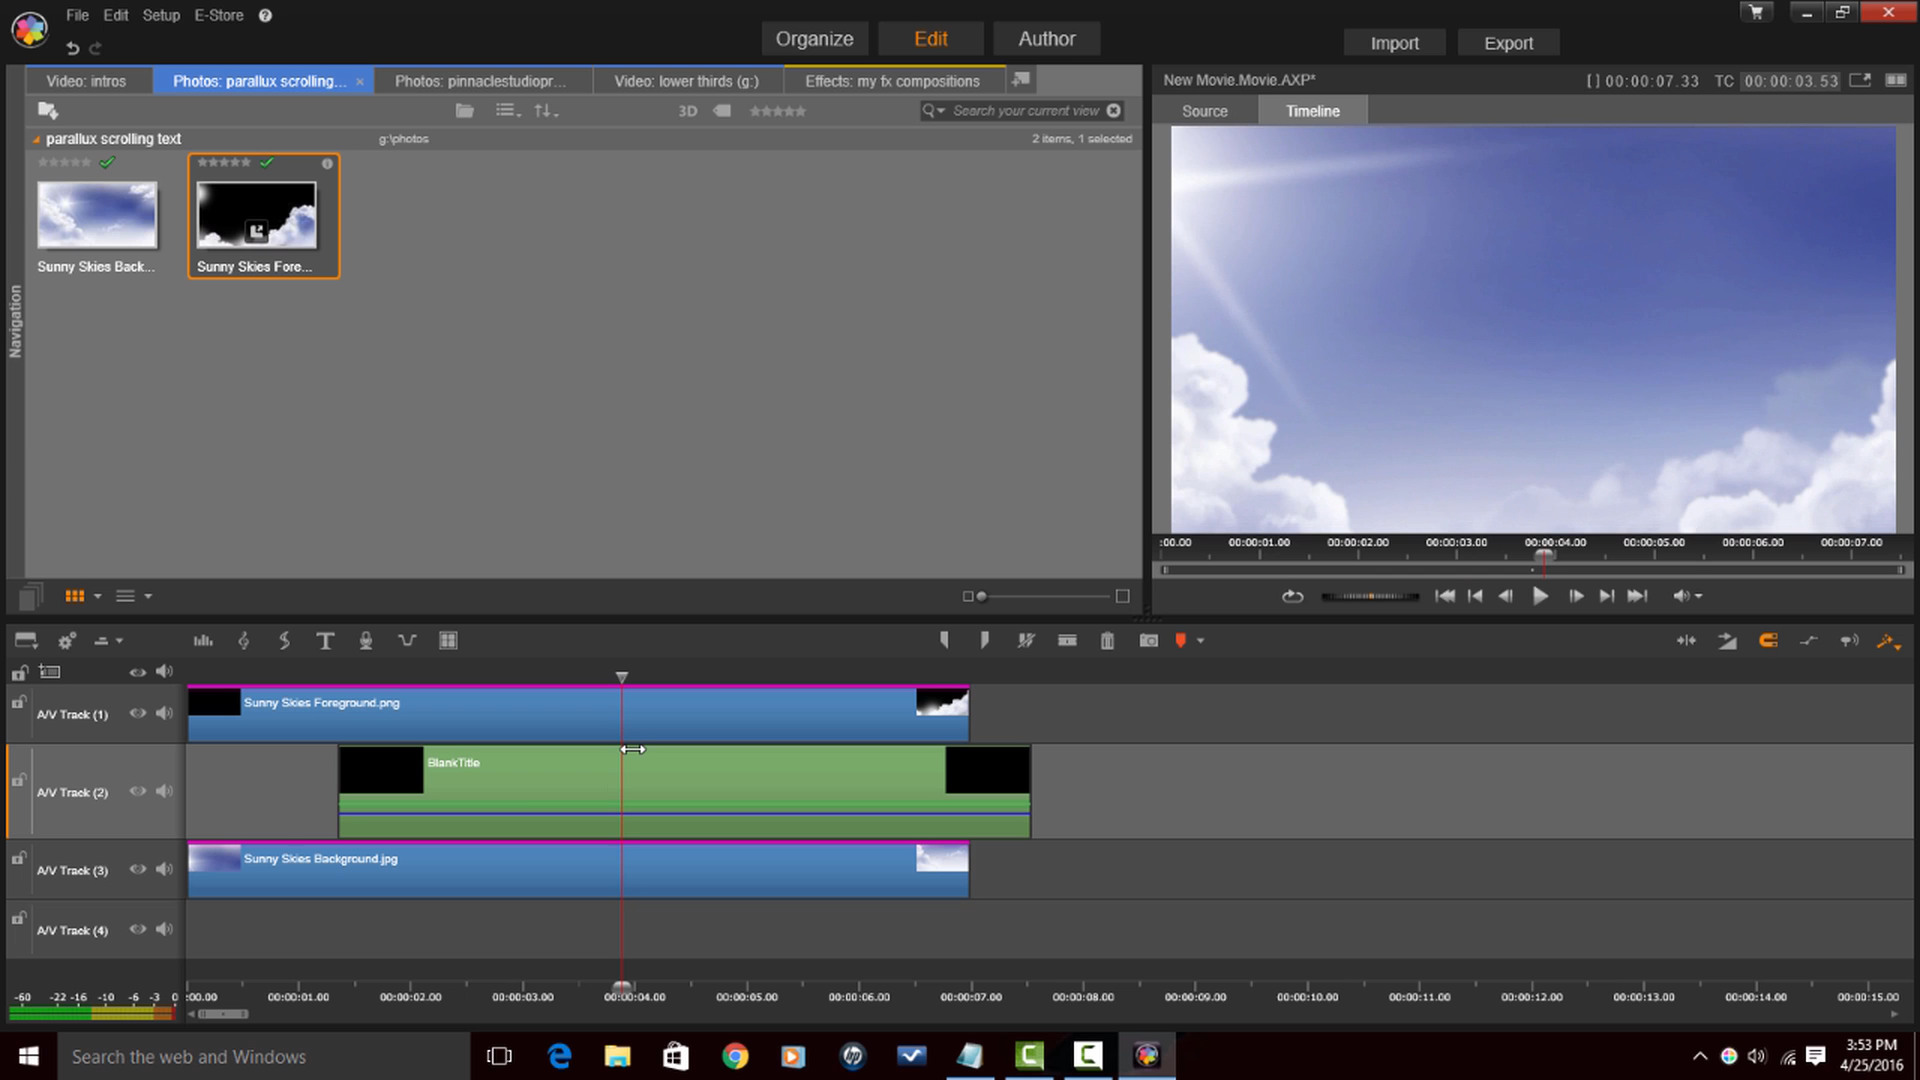 File Edit Setup E-Store
Organize Edit Author
Import Export
Video: intros
Photos: parallux scrolling...
Photos: pinnaclestudiopr...
Video: lower thirds (g:)
Effects: my fx compositions
New Movie.Movie.AXP*
[ ] 00:00:07.33 TC 00:00:03.53
3D
Search your current view
Source Timeline
parallux scrolling text
g:\photos
2 items, 1 selected
Sunny Skies Back...
Sunny Skies Fore...
Navigation
:00.00 00:00:01.00 00:00:02.00 00:00:03.00 00:00:04.00 00:00:05.00 00:00:06.00 00:00:07.00
A/V Track (1)
Sunny Skies Foreground.png
A/V Track (2)
BlankTitle
A/V Track (3)
Sunny Skies Background.jpg
A/V Track (4)
-60 -22 -16 -10 -6 -3 0
:00.00 00:00:01.00 00:00:02.00 00:00:03.00 00:00:04.00 00:00:05.00 00:00:06.00 00:00:07.00 00:00:08.00 00:00:09.00 00:00:10.00 00:00:11.00 00:00:12.00 00:00:13.00 00:00:14.00 00:00:15.00
Search the web and Windows
hp
3:53 PM
4/25/2016